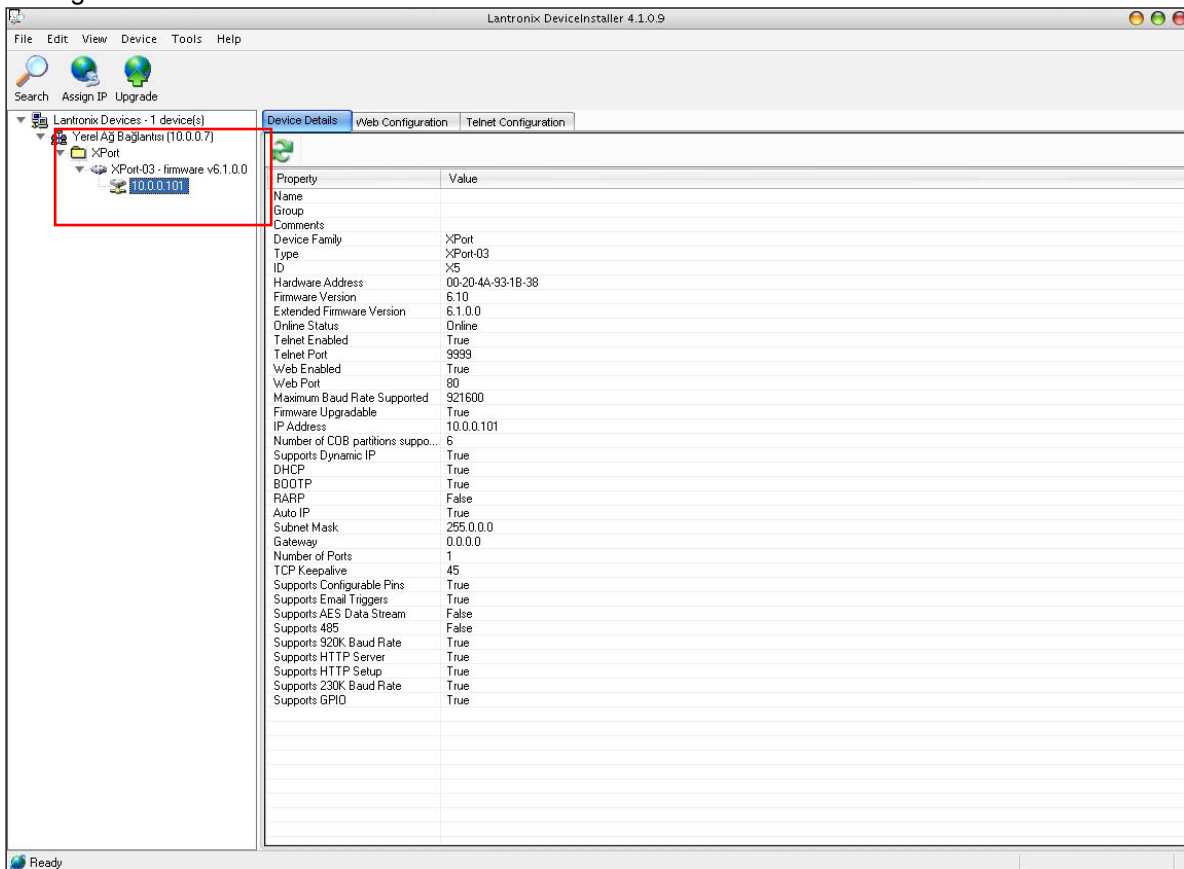 Lantronix DeviceInstaller 4.1.0.9
File Edit View Device Tools Help
Search Assign IP Upgrade
Lantronix Devices - 1 device(s)
Yerel Ağ Bağlantısı (10.0.0.7)
XPort
XPort-03 - firmware v6.1.0.0
10.0.0.101
Device Details Web Configuration Telnet Configuration
Property Value
Name
Group
Comments
Device Family XPort
Type XPort-03
ID X5
Hardware Address 00-20-4A-93-1B-38
Firmware Version 6.10
Extended Firmware Version 6.1.0.0
Online Status Online
Telnet Enabled True
Telnet Port 9999
Web Enabled True
Web Port 80
Maximum Baud Rate Supported 921600
Firmware Upgradable True
IP Address 10.0.0.101
Number of COB partitions suppo... 6
Supports Dynamic IP True
DHCP True
BOOTP True
RARP False
Auto IP True
Subnet Mask 255.0.0.0
Gateway 0.0.0.0
Number of Ports 1
TCP Keepalive 45
Supports Configurable Pins True
Supports Email Triggers True
Supports AES Data Stream False
Supports 485 False
Supports 920K Baud Rate True
Supports HTTP Server True
Supports HTTP Setup True
Supports 230K Baud Rate True
Supports GPIO True
Ready